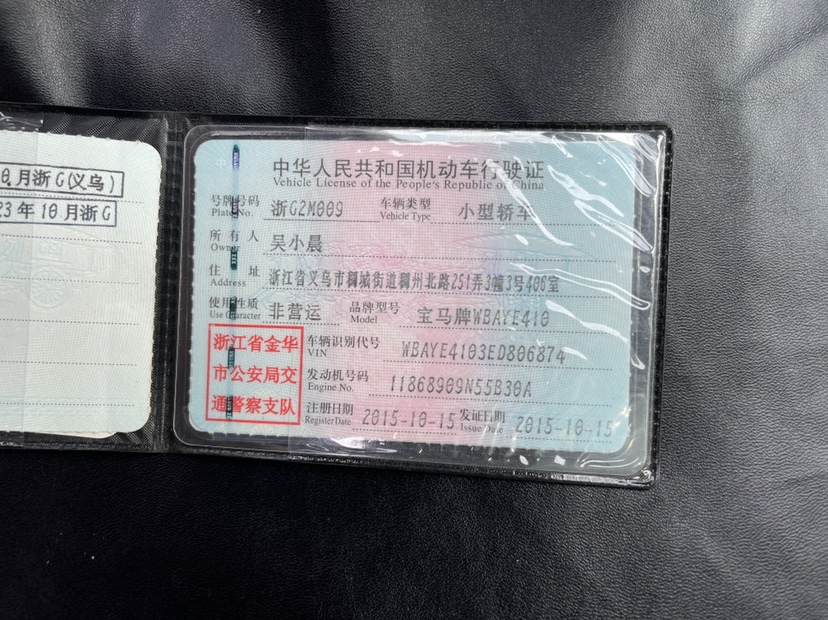 0月浙G(义乌)
23年10月浙G
中华人民共和国机动车行驶证
Vehicle License of the People's Republic of China
号牌号码 浙G2M009 车辆类型 小型轿车
Plate No. Vehicle Type
所有人 吴小晨
Owner
住址 浙江省义乌市稠城街道稠州北路251弄3幢3号406室
Address
使用性质 非营运 品牌型号 宝马牌WBAYE410
Use Character Model
浙江省金华
市公安局交
通警察支队
车辆识别代号 WBAYE4103ED806874
VIN
发动机号码 11868909N55B30A
Engine No.
注册日期 2015-10-15 发证日期 2015-10-15
Register Date Issue Date